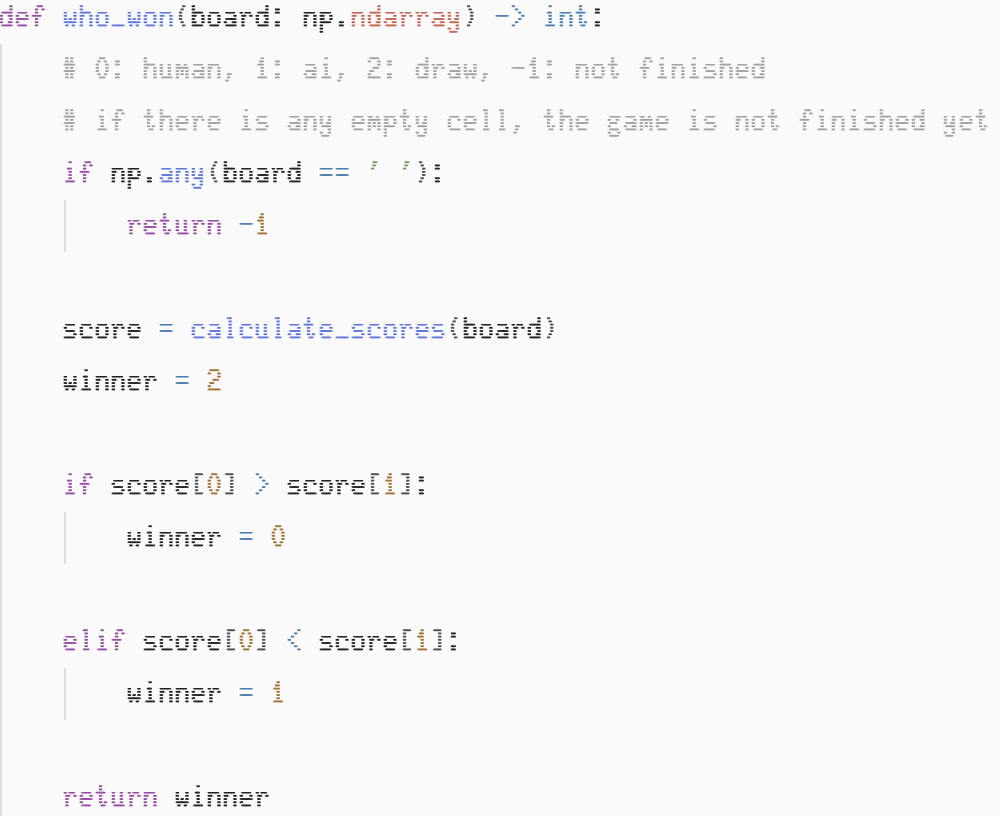 def who_won(board: np.ndarray) -> int:
    # 0: human, 1: ai, 2: draw, -1: not finished
    # if there is any empty cell, the game is not finished yet
    if np.any(board == ' '):
        return -1

    score = calculate_scores(board)
    winner = 2

    if score[0] > score[1]:
        winner = 0

    elif score[0] < score[1]:
        winner = 1

    return winner